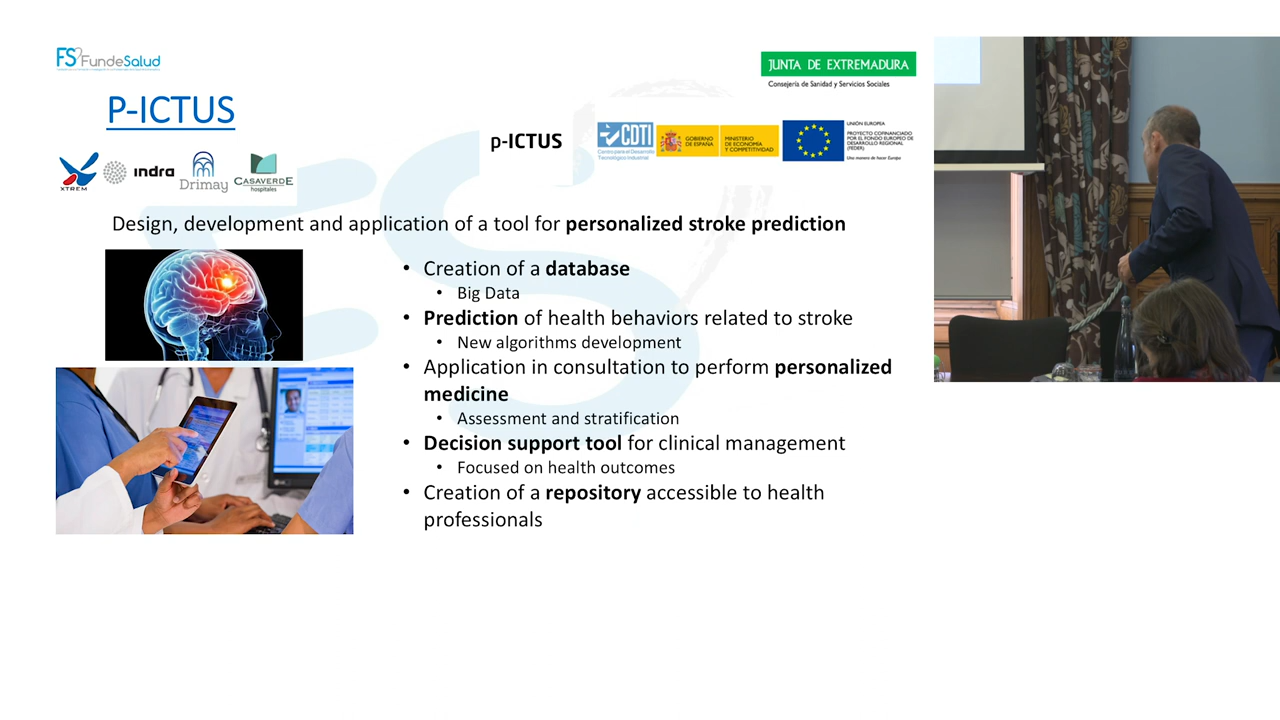 FS FundeSalud
JUNTA DE EXTREMADURA
Consejería de Sanidad y Servicios Sociales
P-ICTUS
p-ICTUS
CDTI
Centro para el Desarrollo
Tecnológico Industrial
GOBIERNO
DE ESPAÑA
MINISTERIO
DE ECONOMÍA
Y COMPETITIVIDAD
UNIÓN EUROPEA
PROYECTO COFINANCIADO
POR EL FONDO EUROPEO DE
DESARROLLO REGIONAL
(FEDER)
Una manera de hacer Europa
XTREM
indra
Drimay
CASAVERDE
hospitales
Design, development and application of a tool for personalized stroke prediction
• Creation of a database
• Big Data
• Prediction of health behaviors related to stroke
• New algorithms development
• Application in consultation to perform personalized
medicine
• Assessment and stratification
• Decision support tool for clinical management
• Focused on health outcomes
• Creation of a repository accessible to health
professionals